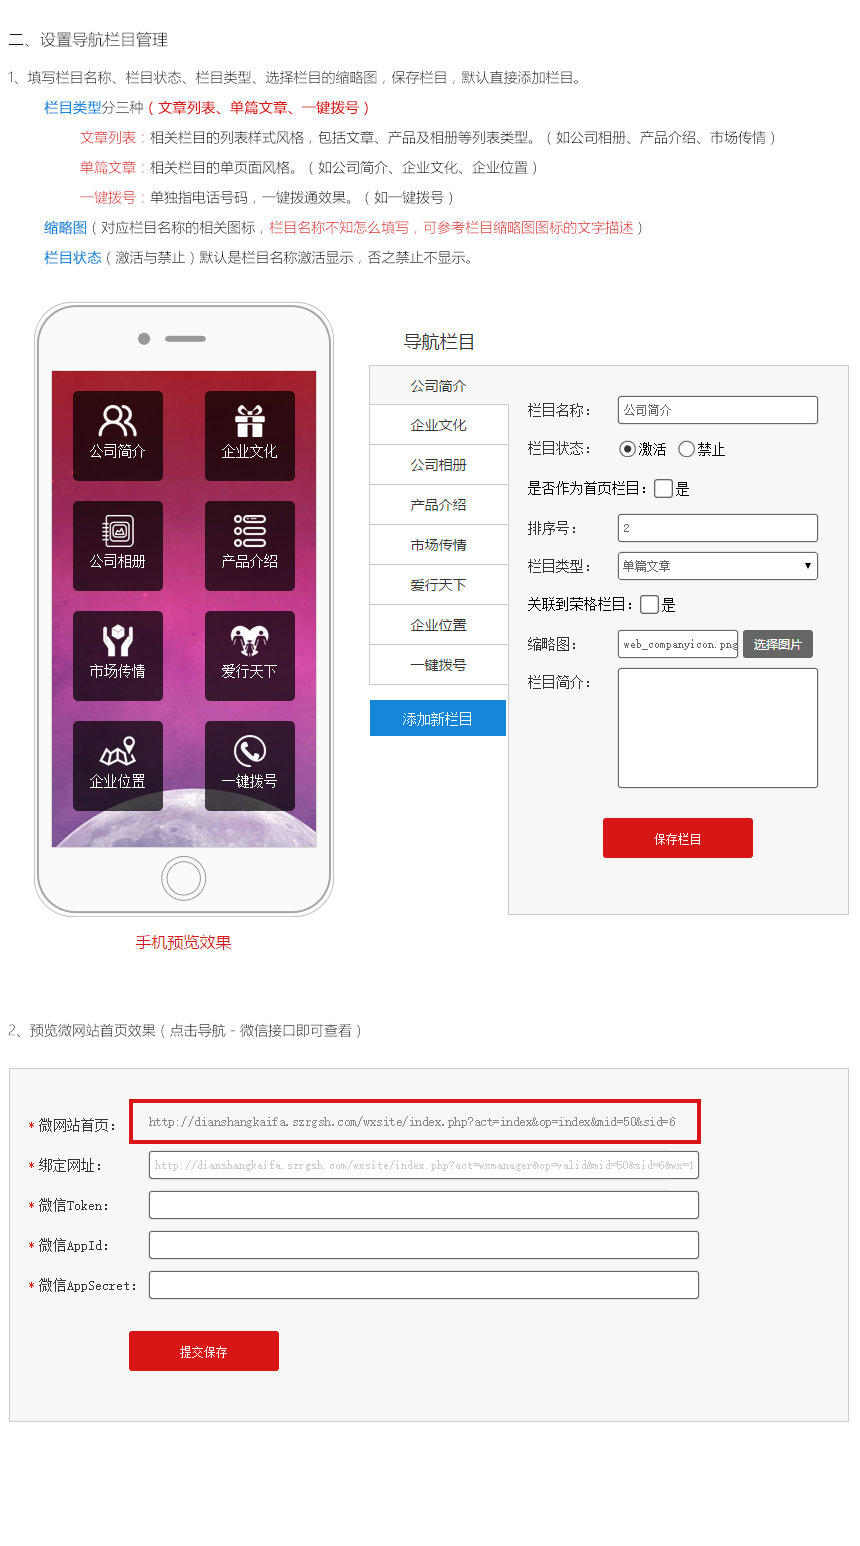 二、设置导航栏目管理
1、填写栏目名称、栏目状态、栏目类型、选择栏目的缩略图，保存栏目，默认直接添加栏目。
栏目类型分三种（文章列表、单篇文章、一键拨号）
文章列表：相关栏目的列表样式风格，包括文章、产品及相册等列表类型。（如公司相册、产品介绍、市场传情）
单篇文章：相关栏目的单页面风格。（如公司简介、企业文化、企业位置）
一键拨号：单独指电话号码，一键拨通效果。（如一键拨号）
缩略图（对应栏目名称的相关图标，栏目名称不知怎么填写，可参考栏目缩略图图标的文字描述）
栏目状态（激活与禁止）默认是栏目名称激活显示，否之禁止不显示。
公司简介 企业文化
公司相册 产品介绍
市场传情 爱行天下
企业位置 一键拨号
手机预览效果
导航栏目
公司简介
企业文化
公司相册
产品介绍
市场传情
爱行天下
企业位置
一键拨号
添加新栏目
栏目名称： 公司简介
栏目状态： 激活 禁止
是否作为首页栏目： 是
排序号： 2
栏目类型： 单篇文章
关联到荣格栏目： 是
缩略图： web_companyicon.png 选择图片
栏目简介：
保存栏目
2、预览微网站首页效果（点击导航 - 微信接口即可查看）
* 微网站首页： http://dianshangkaifa.szrgsh.com/wxsite/index.php?act=index&op=index&mid=50&sid=6
* 绑定网址： http://dianshangkaifa.szrgsh.com/wxsite/index.php?act=wxmanager&op=valid&mid=50&sid=6&wx=1
* 微信Token：
* 微信AppId：
* 微信AppSecret：
提交保存